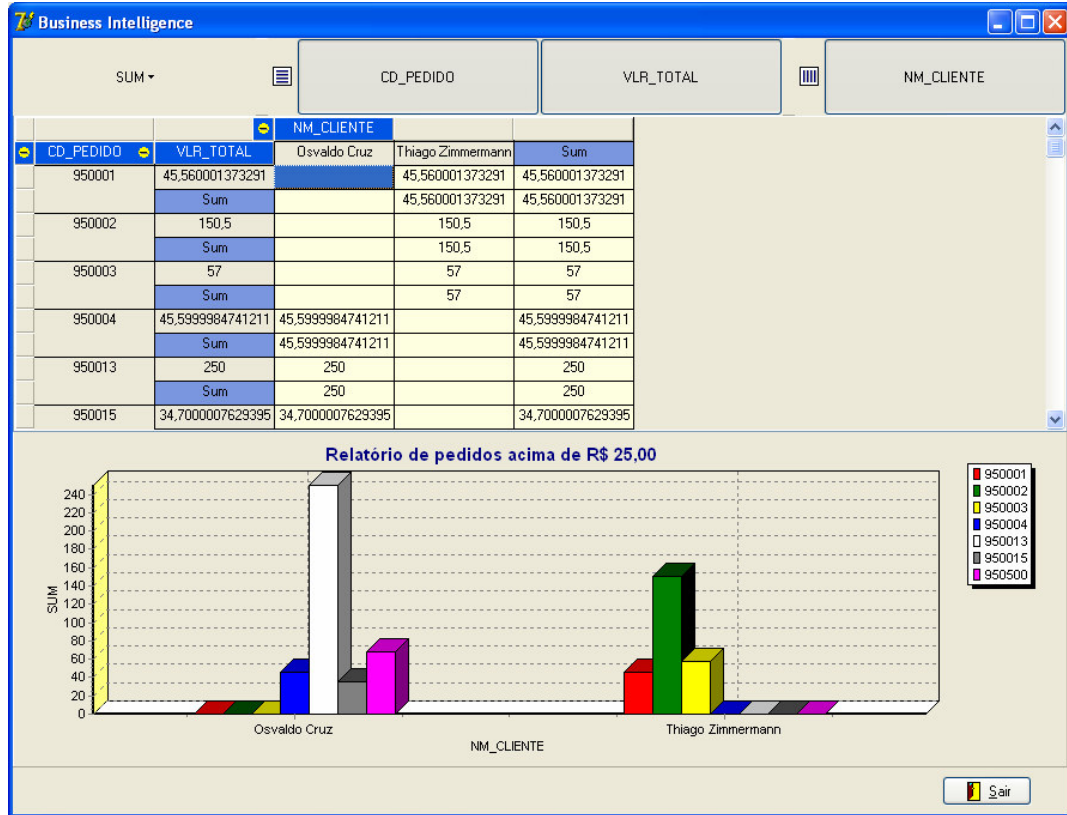 Business Intelligence
SUM CD_PEDIDO VLR_TOTAL NM_CLIENTE
NM_CLIENTE
CD_PEDIDO VLR_TOTAL Osvaldo Cruz Thiago Zimmermann Sum
950001 45,560001373291 45,560001373291 45,560001373291
Sum 45,560001373291 45,560001373291
950002 150,5 150,5 150,5
Sum 150,5 150,5
950003 57 57 57
Sum 57 57
950004 45,5999984741211 45,5999984741211 45,5999984741211
Sum 45,5999984741211 45,5999984741211
950013 250 250 250
Sum 250 250
950015 34,7000007629395 34,7000007629395 34,7000007629395
Relatório de pedidos acima de R$ 25,00
240
220
200
180
160
140
120
100
80
60
40
20
0
SUM
Osvaldo Cruz Thiago Zimmermann
NM_CLIENTE
950001
950002
950003
950004
950013
950015
950500
Sair